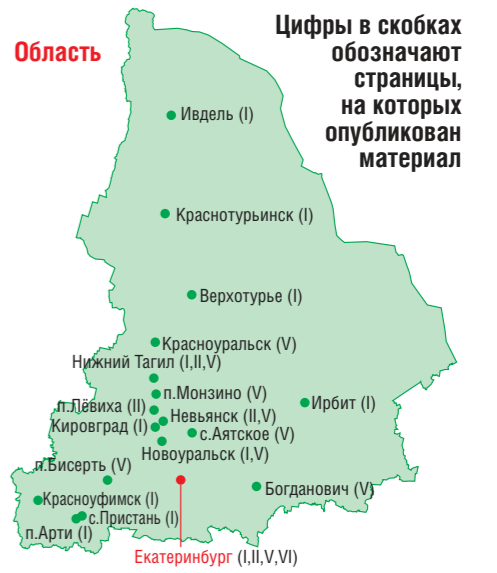 Область
Цифры в скобках
обозначают
страницы,
на которых
опубликован
материал
Ивдель (I)
Краснотурьинск (I)
Верхотурье (I)
Красноуральск (V)
Нижний Тагил (I,II,V)
п.Монзино (V)
Ирбит (I)
п.Лёвиха (II)
Невьянск (II,V)
Кировград (I)
с.Аятское (V)
Новоуральск (I,V)
п.Бисерть (V)
Богданович (V)
Красноуфимск (I)
с.Пристань (I)
п.Арти (I)
Екатеринбург (I,II,V,VI)